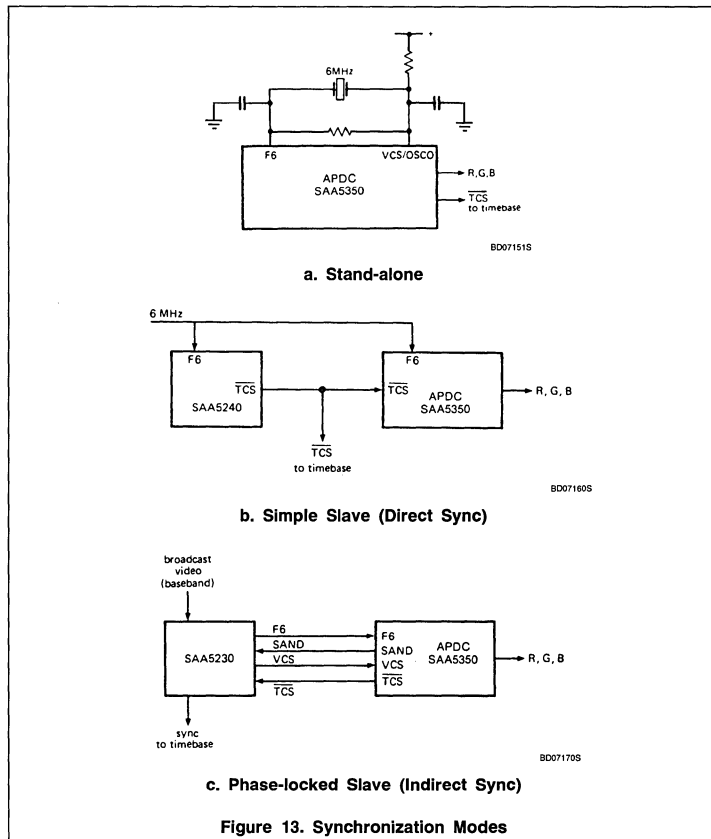 +
6MHz
F6
VCS/OSCO
APDC
SAA5350
R,G,B
TCS
to timebase
BD07151S
a. Stand-alone
6 MHz
F6
F6
TCS
TCS
SAA5240
APDC
SAA5350
R, G, B
TCS
to timebase
BD07160S
b. Simple Slave (Direct Sync)
broadcast
video
(baseband)
F6
F6
SAND
SAND
APDC
SAA5230
VCS
VCS
SAA5350
R, G, B
TCS
TCS
sync
to timebase
BD07170S
c. Phase-locked Slave (Indirect Sync)
Figure 13. Synchronization Modes